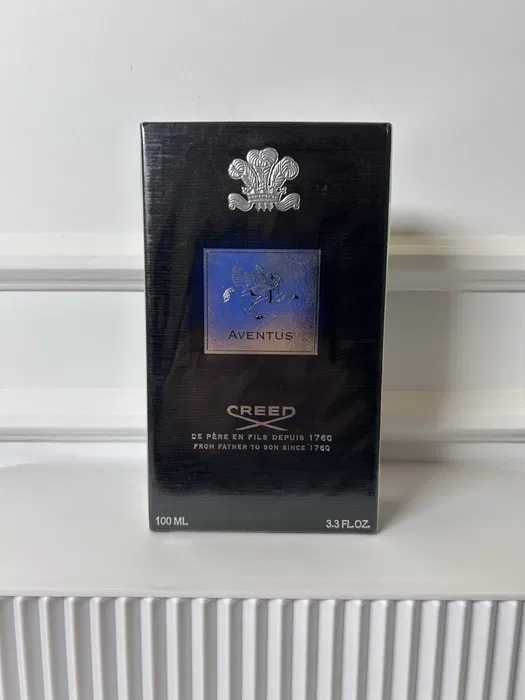 AVENTUS
CREED
DE PÈRE EN FILS DEPUIS 1760
FROM FATHER TO SON SINCE 1760
100 ML 3.3 FL.OZ.